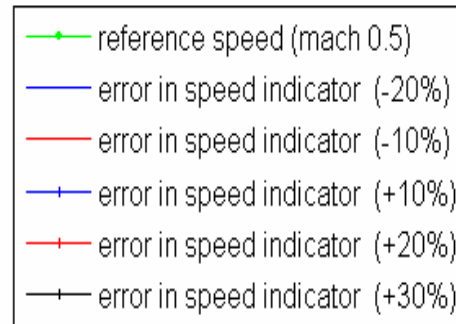 reference speed (mach 0.5)
error in speed indicator (-20%)
error in speed indicator (-10%)
error in speed indicator (+10%)
error in speed indicator (+20%)
error in speed indicator (+30%)